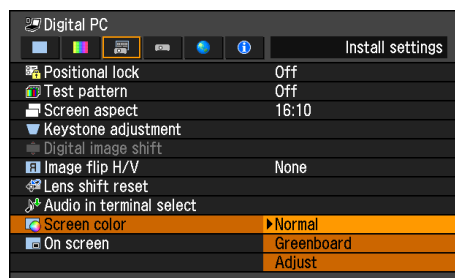 Digital PC
Install settings
Positional lock Off
Test pattern Off
Screen aspect 16:10
Keystone adjustment
Digital image shift
Image flip H/V None
Lens shift reset
Audio in terminal select
Screen color Normal
On screen Greenboard
Adjust